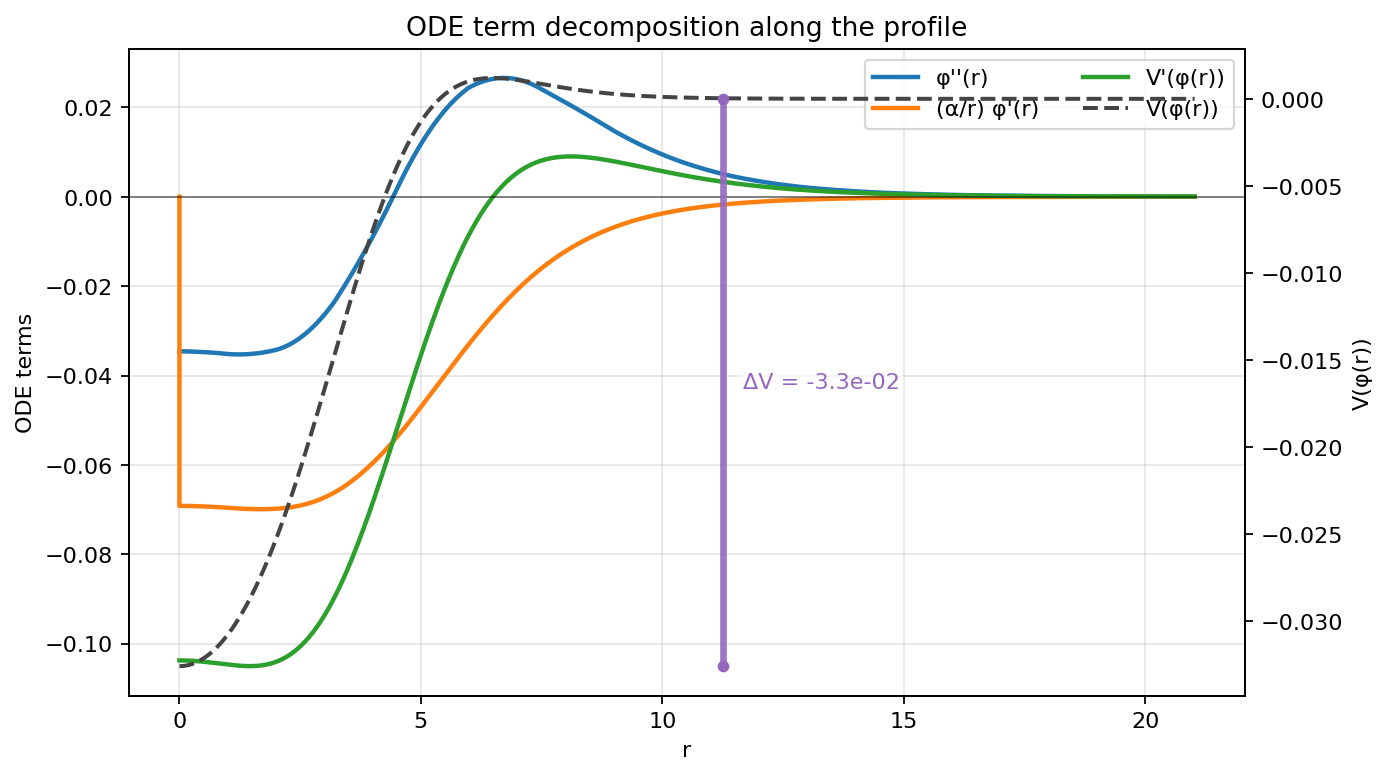 ODE term decomposition along the profile
φ''(r)
(α/r) φ'(r)
V'(φ(r))
V(φ(r))
ODE terms
0.02
0.00
−0.02
−0.04
−0.06
−0.08
−0.10
ΔV = -3.3e-02
0.000
−0.005
−0.010
−0.015
−0.020
−0.025
−0.030
V(φ(r))
0
5
10
15
20
r